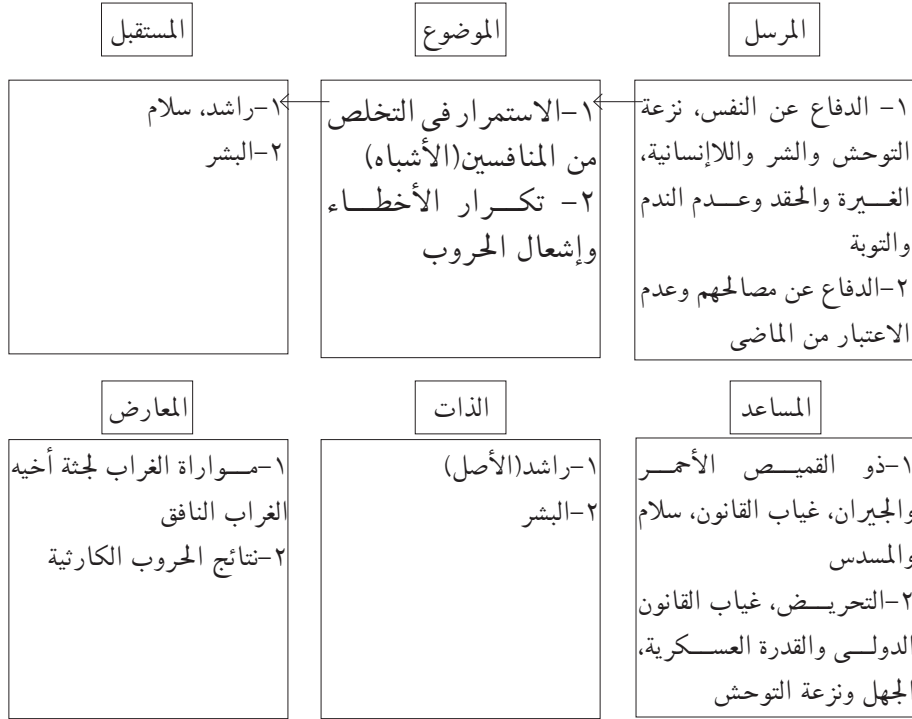 المرسل
الموضوع
المستقبل
١- الدفاع عن النفس، نزعة
التوحش والشر واللاإنسانية،
الغيرة والحقد وعدم الندم
والتوبة
٢-الدفاع عن مصالحهم وعدم
الاعتبار من الماضى
١-الاستمرار فى التخلص
من المنافسين(الأشباه)
٢- تكرار الأخطاء
وإشعال الحروب
١-راشد، سلام
٢-البشر
المساعد
الذات
المعارض
١-ذو القميص الأحمر
والجيران، غياب القانون، سلام
والمسدس
٢-التحريض، غياب القانون
الدولى والقدرة العسكرية،
الجهل ونزعة التوحش
١-راشد(الأصل)
٢-البشر
١-مواراة الغراب لجثة أخيه
الغراب النافق
٢-نتائج الحروب الكارثية